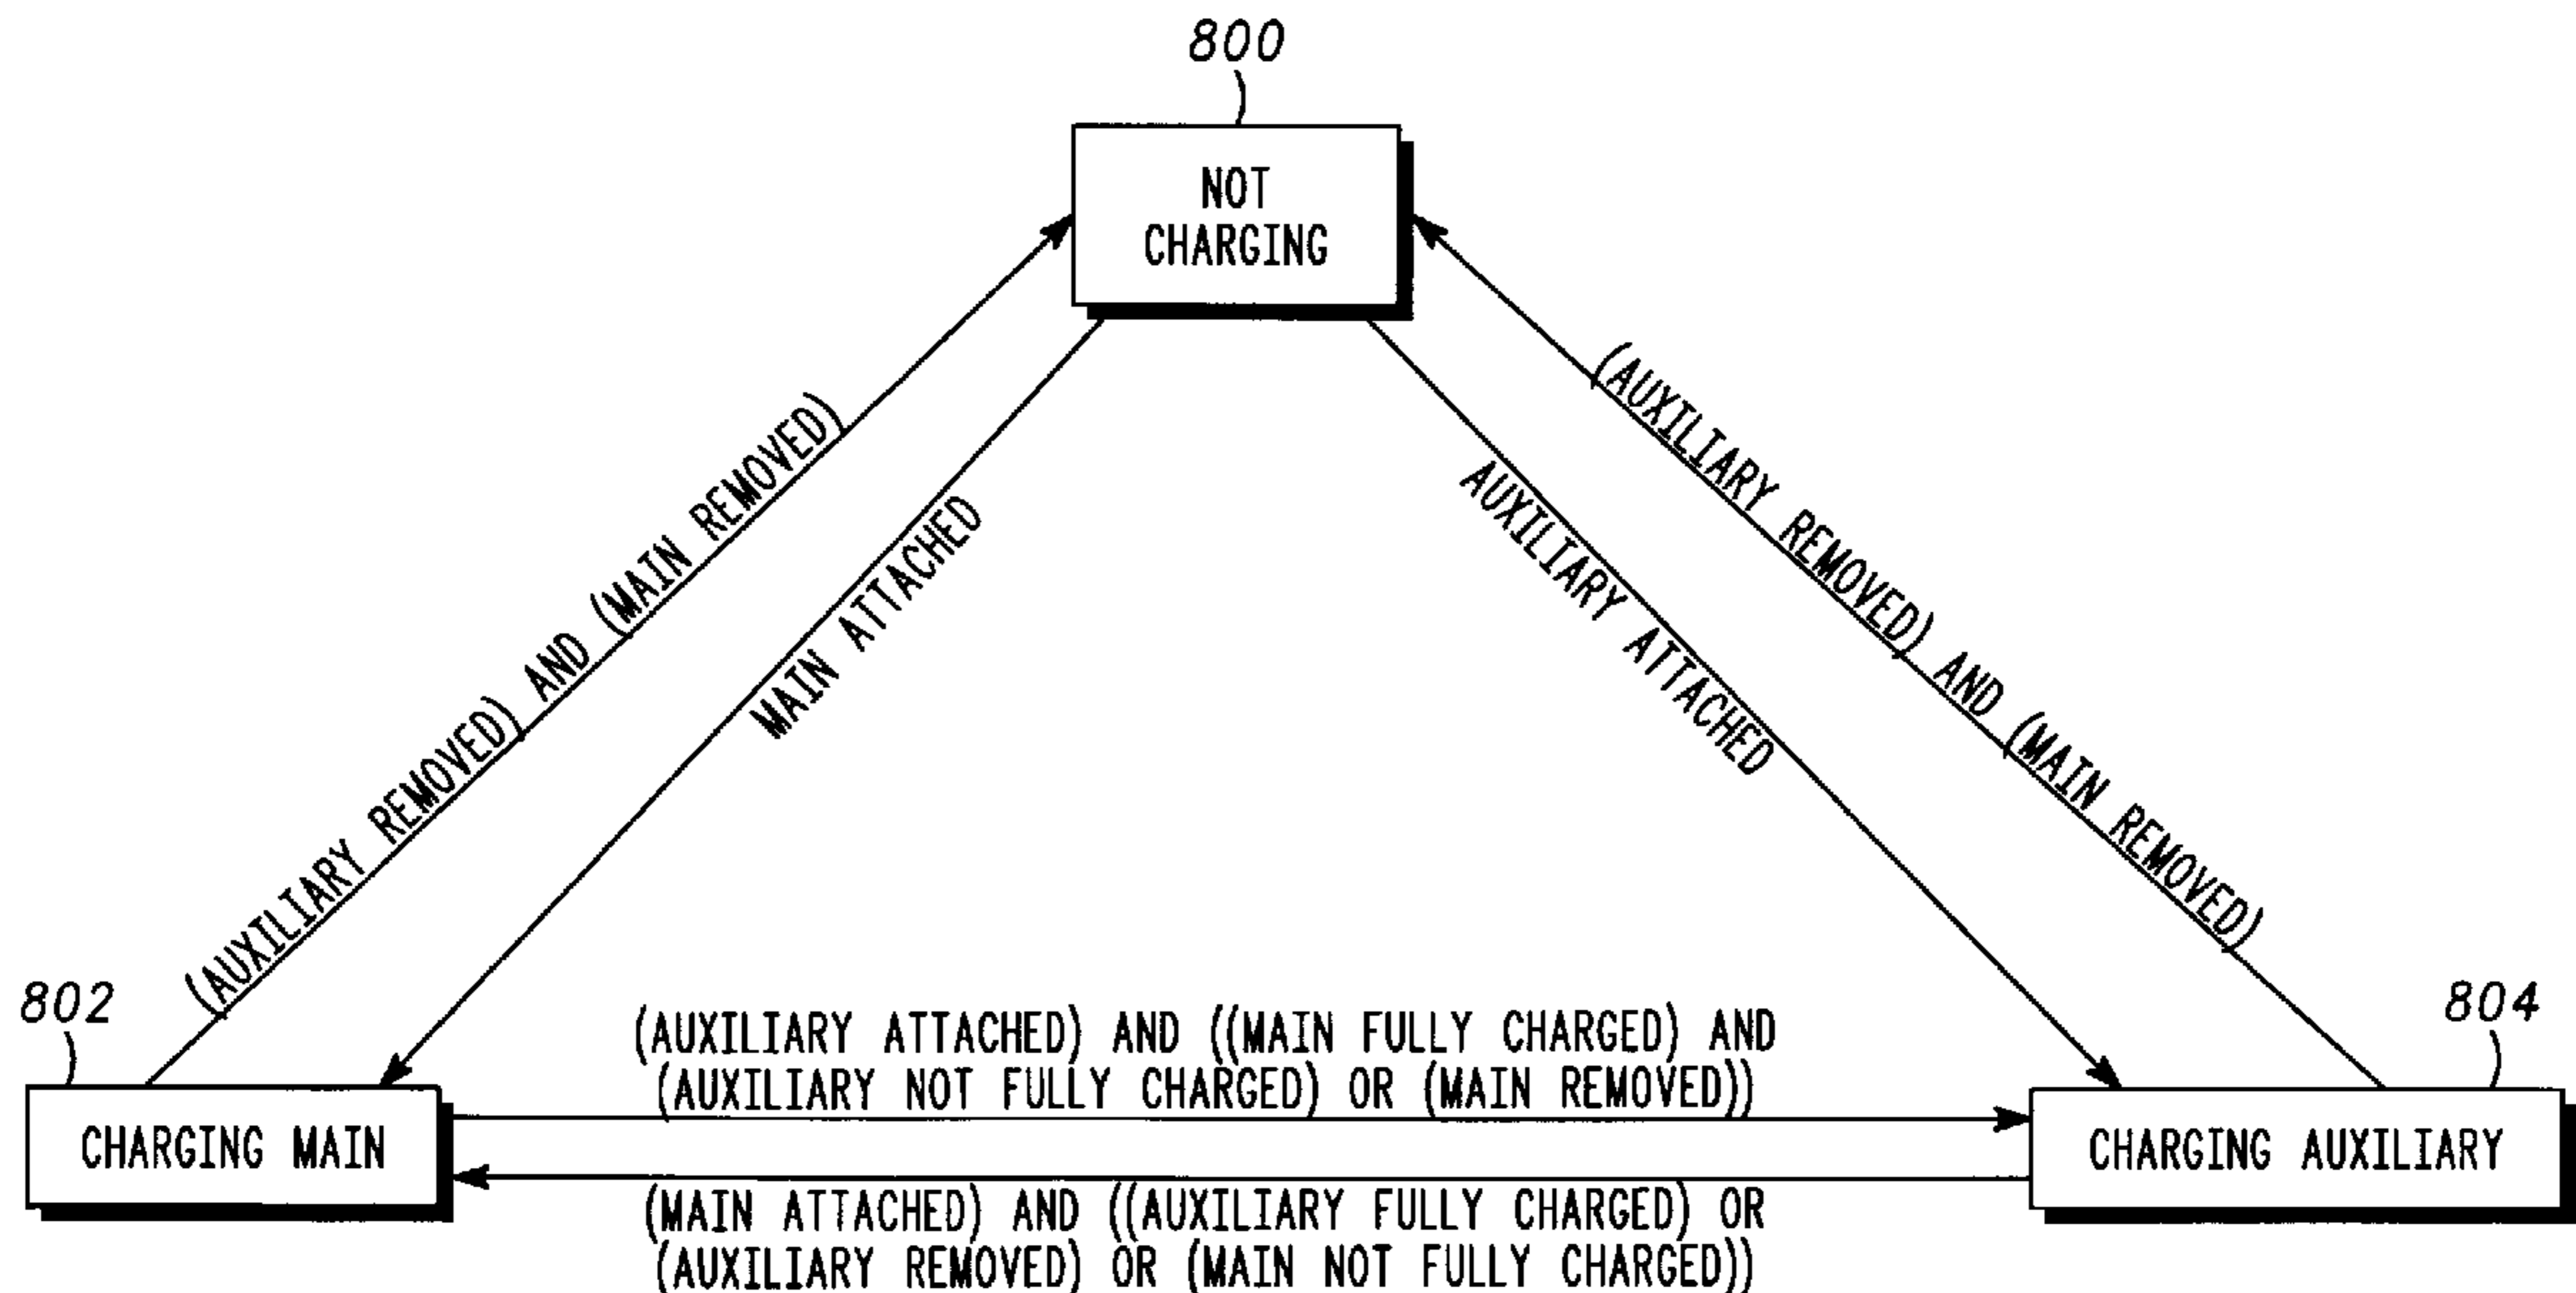 800
NOT
CHARGING
(AUXILIARY REMOVED) AND (MAIN REMOVED)
MAIN ATTACHED
AUXILIARY ATTACHED
(AUXILIARY REMOVED) AND (MAIN REMOVED)
802
804
(AUXILIARY ATTACHED) AND ((MAIN FULLY CHARGED) AND
(AUXILIARY NOT FULLY CHARGED) OR (MAIN REMOVED))
CHARGING MAIN
CHARGING AUXILIARY
(MAIN ATTACHED) AND ((AUXILIARY FULLY CHARGED) OR
(AUXILIARY REMOVED) OR (MAIN NOT FULLY CHARGED))